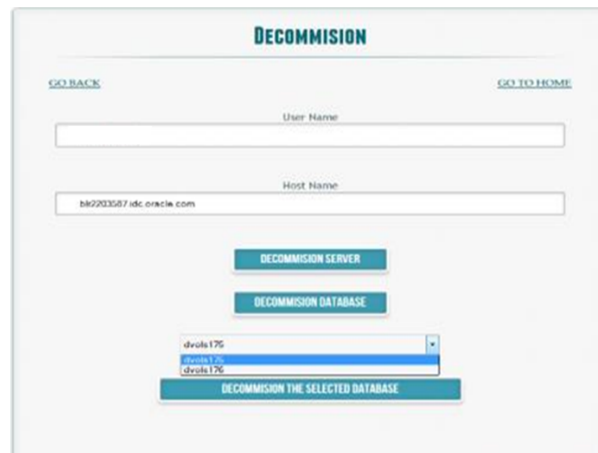 DECOMMISION
GO BACK
GO TO HOME
User Name
Host Name
blr2203587.idc.oracle.com
DECOMMISION SERVER
DECOMMISION DATABASE
dvols175
dvols175
dvols176
DECOMMISION THE SELECTED DATABASE